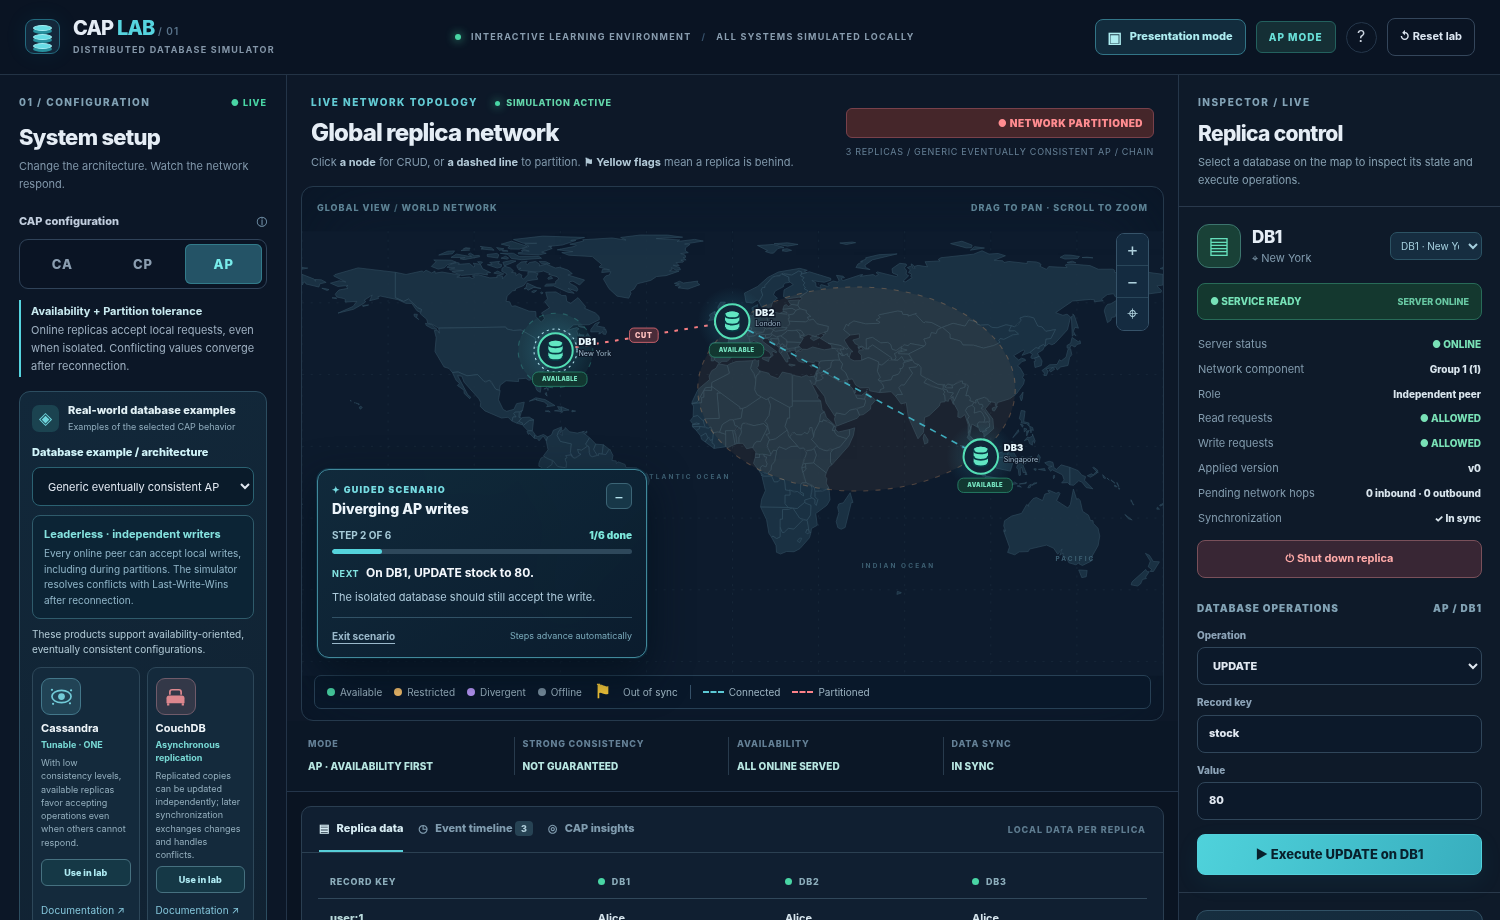 CAP LAB / 01
DISTRIBUTED DATABASE SIMULATOR
INTERACTIVE LEARNING ENVIRONMENT / ALL SYSTEMS SIMULATED LOCALLY
Presentation mode
AP MODE
?
Reset lab
01 / CONFIGURATION
LIVE
System setup
Change the architecture. Watch the network
respond.
CAP configuration
CA
CP
AP
Availability + Partition tolerance
Online replicas accept local requests, even
when isolated. Conflicting values converge
after reconnection.
Real-world database examples
Examples of the selected CAP behavior
Database example / architecture
Generic eventually consistent AP
Leaderless · independent writers
Every online peer can accept local writes,
including during partitions. The simulator
resolves conflicts with Last-Write-Wins
after reconnection.
These products support availability-oriented,
eventually consistent configurations.
Cassandra
Tunable · ONE
With low
consistency levels,
available replicas
favor accepting
operations even
when others cannot
respond.
Use in lab
Documentation ↗
CouchDB
Asynchronous
replication
Replicated copies
can be updated
independently; later
synchronization
exchanges changes
and handles
conflicts.
Use in lab
Documentation ↗
LIVE NETWORK TOPOLOGY
SIMULATION ACTIVE
Global replica network
Click a node for CRUD, or a dashed line to partition. ⚑ Yellow flags mean a replica is behind.
NETWORK PARTITIONED
3 REPLICAS / GENERIC EVENTUALLY CONSISTENT AP / CHAIN
GLOBAL VIEW / WORLD NETWORK
DRAG TO PAN · SCROLL TO ZOOM
+
−
DB1
New York
AVAILABLE
CUT
DB2
London
AVAILABLE
DB3
Singapore
AVAILABLE
TLANTIC OCEAN
INDIAN OCEAN
PACIFIC
GUIDED SCENARIO
Diverging AP writes
−
STEP 2 OF 6
1/6 done
NEXT On DB1, UPDATE stock to 80.
The isolated database should still accept the write.
Exit scenario
Steps advance automatically
Available
Restricted
Divergent
Offline
Out of sync
Connected
Partitioned
MODE
AP · AVAILABILITY FIRST
STRONG CONSISTENCY
NOT GUARANTEED
AVAILABILITY
ALL ONLINE SERVED
DATA SYNC
IN SYNC
Replica data
Event timeline 3
CAP insights
LOCAL DATA PER REPLICA
RECORD KEY
DB1
DB2
DB3
user:1
Alice
Alice
Alice
INSPECTOR / LIVE
Replica control
Select a database on the map to inspect its state and
execute operations.
DB1
New York
DB1 · New Y
SERVICE READY
SERVER ONLINE
Server status
ONLINE
Network component
Group 1 (1)
Role
Independent peer
Read requests
ALLOWED
Write requests
ALLOWED
Applied version
v0
Pending network hops
0 inbound · 0 outbound
Synchronization
✓ In sync
Shut down replica
DATABASE OPERATIONS
AP / DB1
Operation
UPDATE
Record key
stock
Value
80
▶ Execute UPDATE on DB1